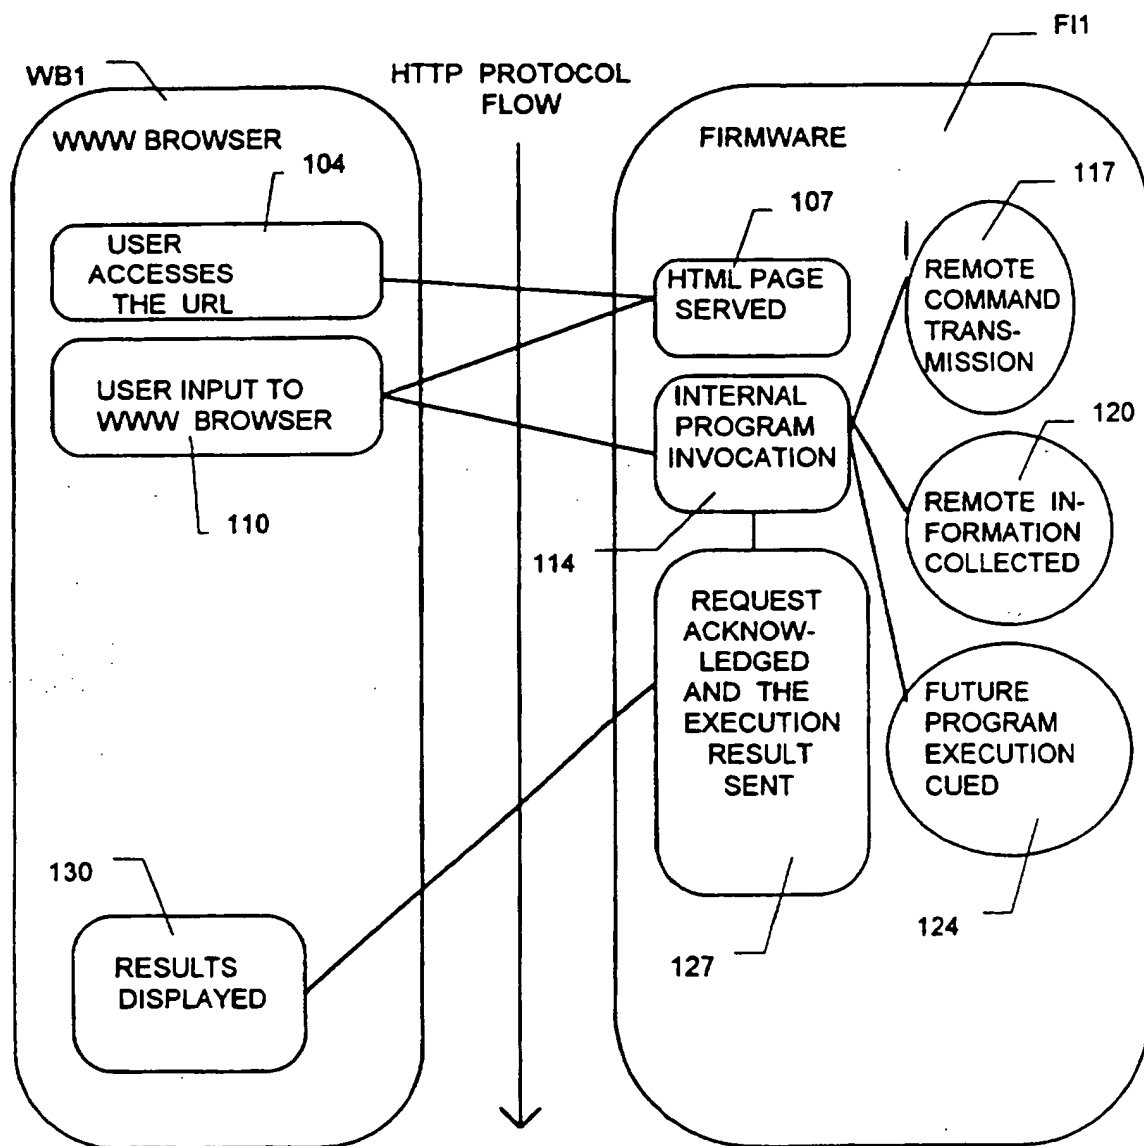 FI1
WB1
HTTP PROTOCOL
FLOW
WWW BROWSER
104
FIRMWARE
117
107
USER
ACCESSES
THE URL
HTML PAGE
SERVED
REMOTE
COMMAND
TRANS-
MISSION
USER INPUT TO
WWW BROWSER
110
INTERNAL
PROGRAM
INVOCATION
114
120
REMOTE IN-
FORMATION
COLLECTED
REQUEST
ACKNOW-
LEDGED
AND THE
EXECUTION
RESULT
SENT
127
FUTURE
PROGRAM
EXECUTION
CUED
124
130
RESULTS
DISPLAYED